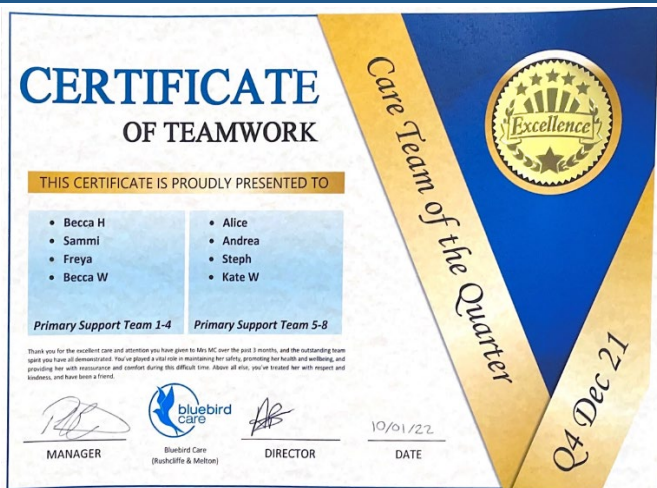 CERTIFICATE
OF TEAMWORK
THIS CERTIFICATE IS PROUDLY PRESENTED TO
• Becca H
• Sammi
• Freya
• Becca W
Primary Support Team 1-4
• Alice
• Andrea
• Steph
• Kate W
Primary Support Team 5-8
Thank you for the excellent care and attention you have given to Mrs MC over the past 3 months, and the outstanding team
spirit you have all demonstrated. You've played a vital role in maintaining her safety, promoting her health and wellbeing, and
providing her with reassurance and comfort during this difficult time. Above all else, you've treated her with respect and
kindness, and have been a friend.
MANAGER
bluebird
care
Bluebird Care
(Rushcliffe & Melton)
DIRECTOR
10/01/22
DATE
Care Team of the Quarter
Excellence
Q4 Dec 21